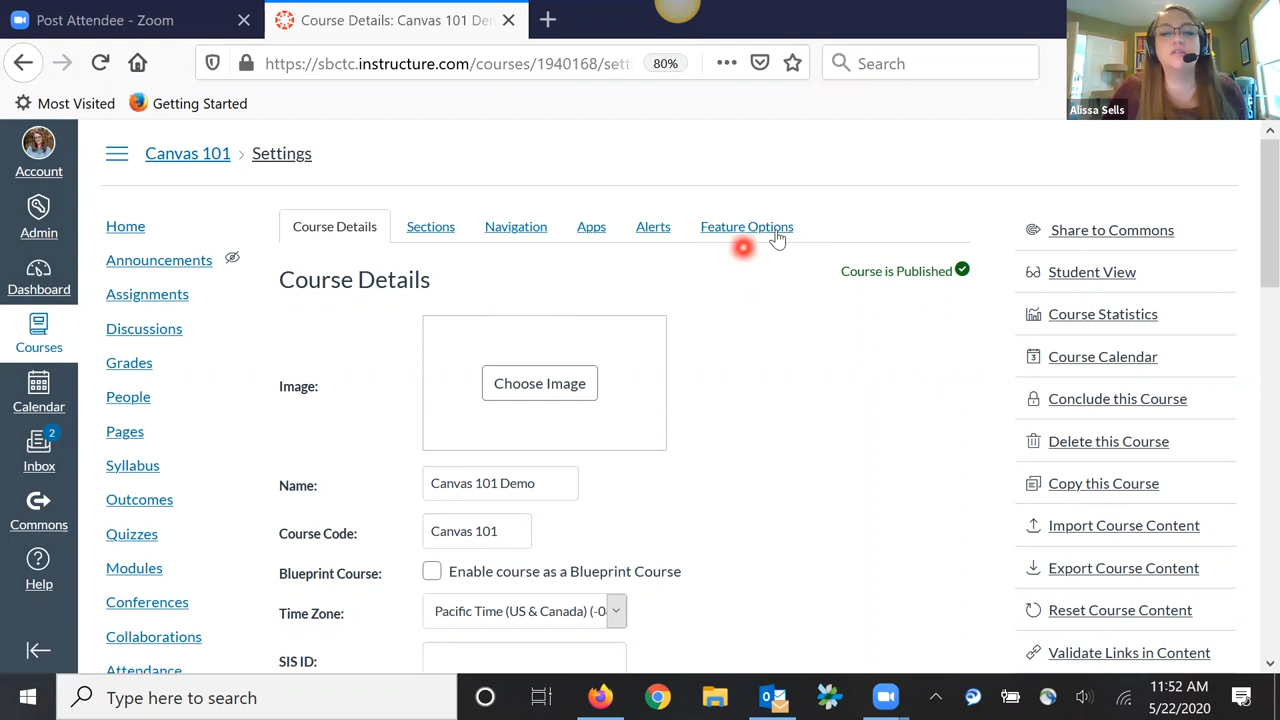 Post Attendee - Zoom
Course Details: Canvas 101 Dem
https://sbctc.instructure.com/courses/1940168/sett
80%
Search
Most Visited
Getting Started
Alissa Sells
Account
Admin
Dashboard
Courses
Calendar
2
Inbox
Commons
Help
Canvas 101 > Settings
Home
Announcements
Assignments
Discussions
Grades
People
Pages
Syllabus
Outcomes
Quizzes
Modules
Conferences
Collaborations
Attendance
Course Details
Sections
Navigation
Apps
Alerts
Feature Options
Course Details
Course is Published
Image:
Choose Image
Name:
Canvas 101 Demo
Course Code:
Canvas 101
Blueprint Course:
Enable course as a Blueprint Course
Time Zone:
Pacific Time (US & Canada) (-0
SIS ID:
Share to Commons
Student View
Course Statistics
3
Course Calendar
Conclude this Course
Delete this Course
Copy this Course
Import Course Content
Export Course Content
Reset Course Content
Validate Links in Content
Type here to search
11:52 AM
5/22/2020